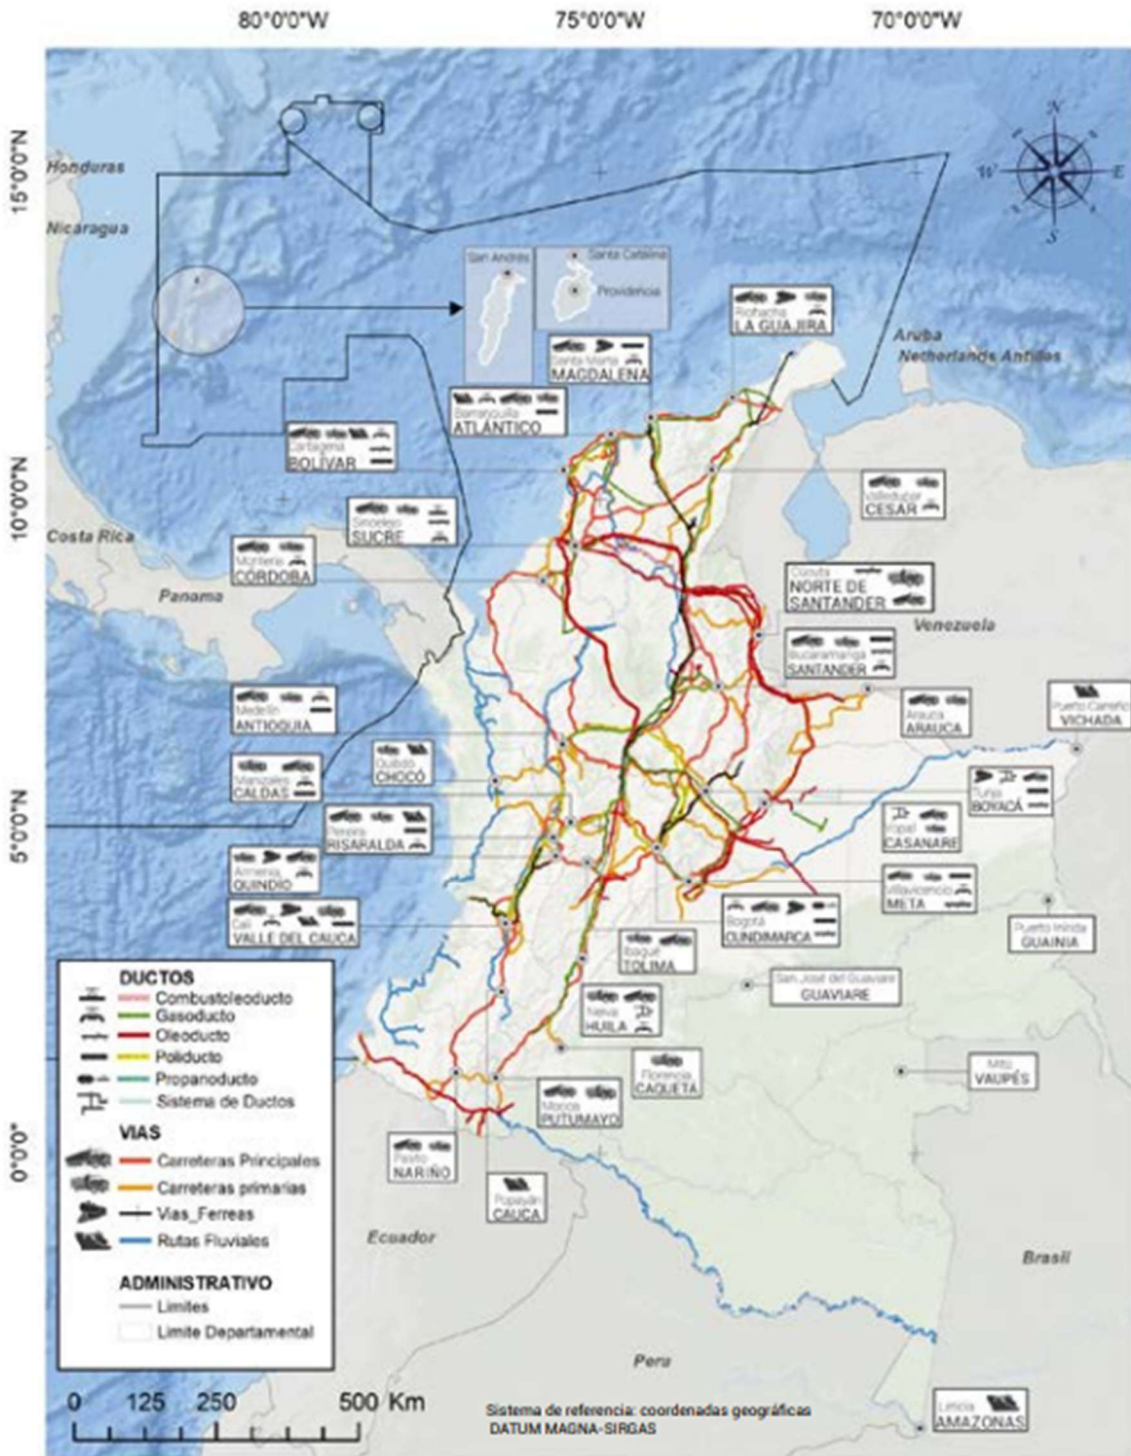 80°0'0"W 75°0'0"W 70°0'0"W
15°0'0"N
10°0'0"N
5°0'0"N
0°0'0"
N
W E
S
Honduras
Nicaragua
San Andrés
Santa Catalina
Providencia
Riohacha
LA GUAJIRA
Aruba
Netherlands Antilles
Santa Marta
MAGDALENA
Barranquilla
ATLÁNTICO
Cartagena
BOLÍVAR
Valledupar
CESAR
Sincelejo
SUCRE
Costa Rica
Montería
CÓRDOBA
Panama
Cúcuta
NORTE DE
SANTANDER
Venezuela
Bucaramanga
SANTANDER
Medellín
ANTIOQUIA
Arauca
ARAUCA
Puerto Carreño
VICHADA
Quibdó
CHOCÓ
Manizales
CALDAS
Tunja
BOYACÁ
Pereira
RISARALDA
Yopal
CASANARE
Armenia
QUINDÍO
Villavicencio
META
Cali
VALLE DEL CAUCA
Bogotá
CUNDIMARCA
Puerto Inírida
GUAINIA
Ibagué
TOLIMA
San José del Guaviare
GUAVIARE
Neiva
HUILA
Florencia
CAQUETA
Mitú
VAUPÉS
Mocoa
PUTUMAYO
Pasto
NARIÑO
Popayán
CAUCA
Ecuador
Brasil
Peru
Leticia
AMAZONAS
DUCTOS
Combustoleoducto
Gasoducto
Oleoducto
Poliducto
Propanoducto
Sistema de Ductos
VIAS
Carreteras Principales
Carreteras primarias
Vias_Ferreas
Rutas Fluviales
ADMINISTRATIVO
Limites
Limite Departamental
0 125 250 500 Km
Sistema de referencia: coordenadas geográficas
DATUM MAGNA-SIRGAS